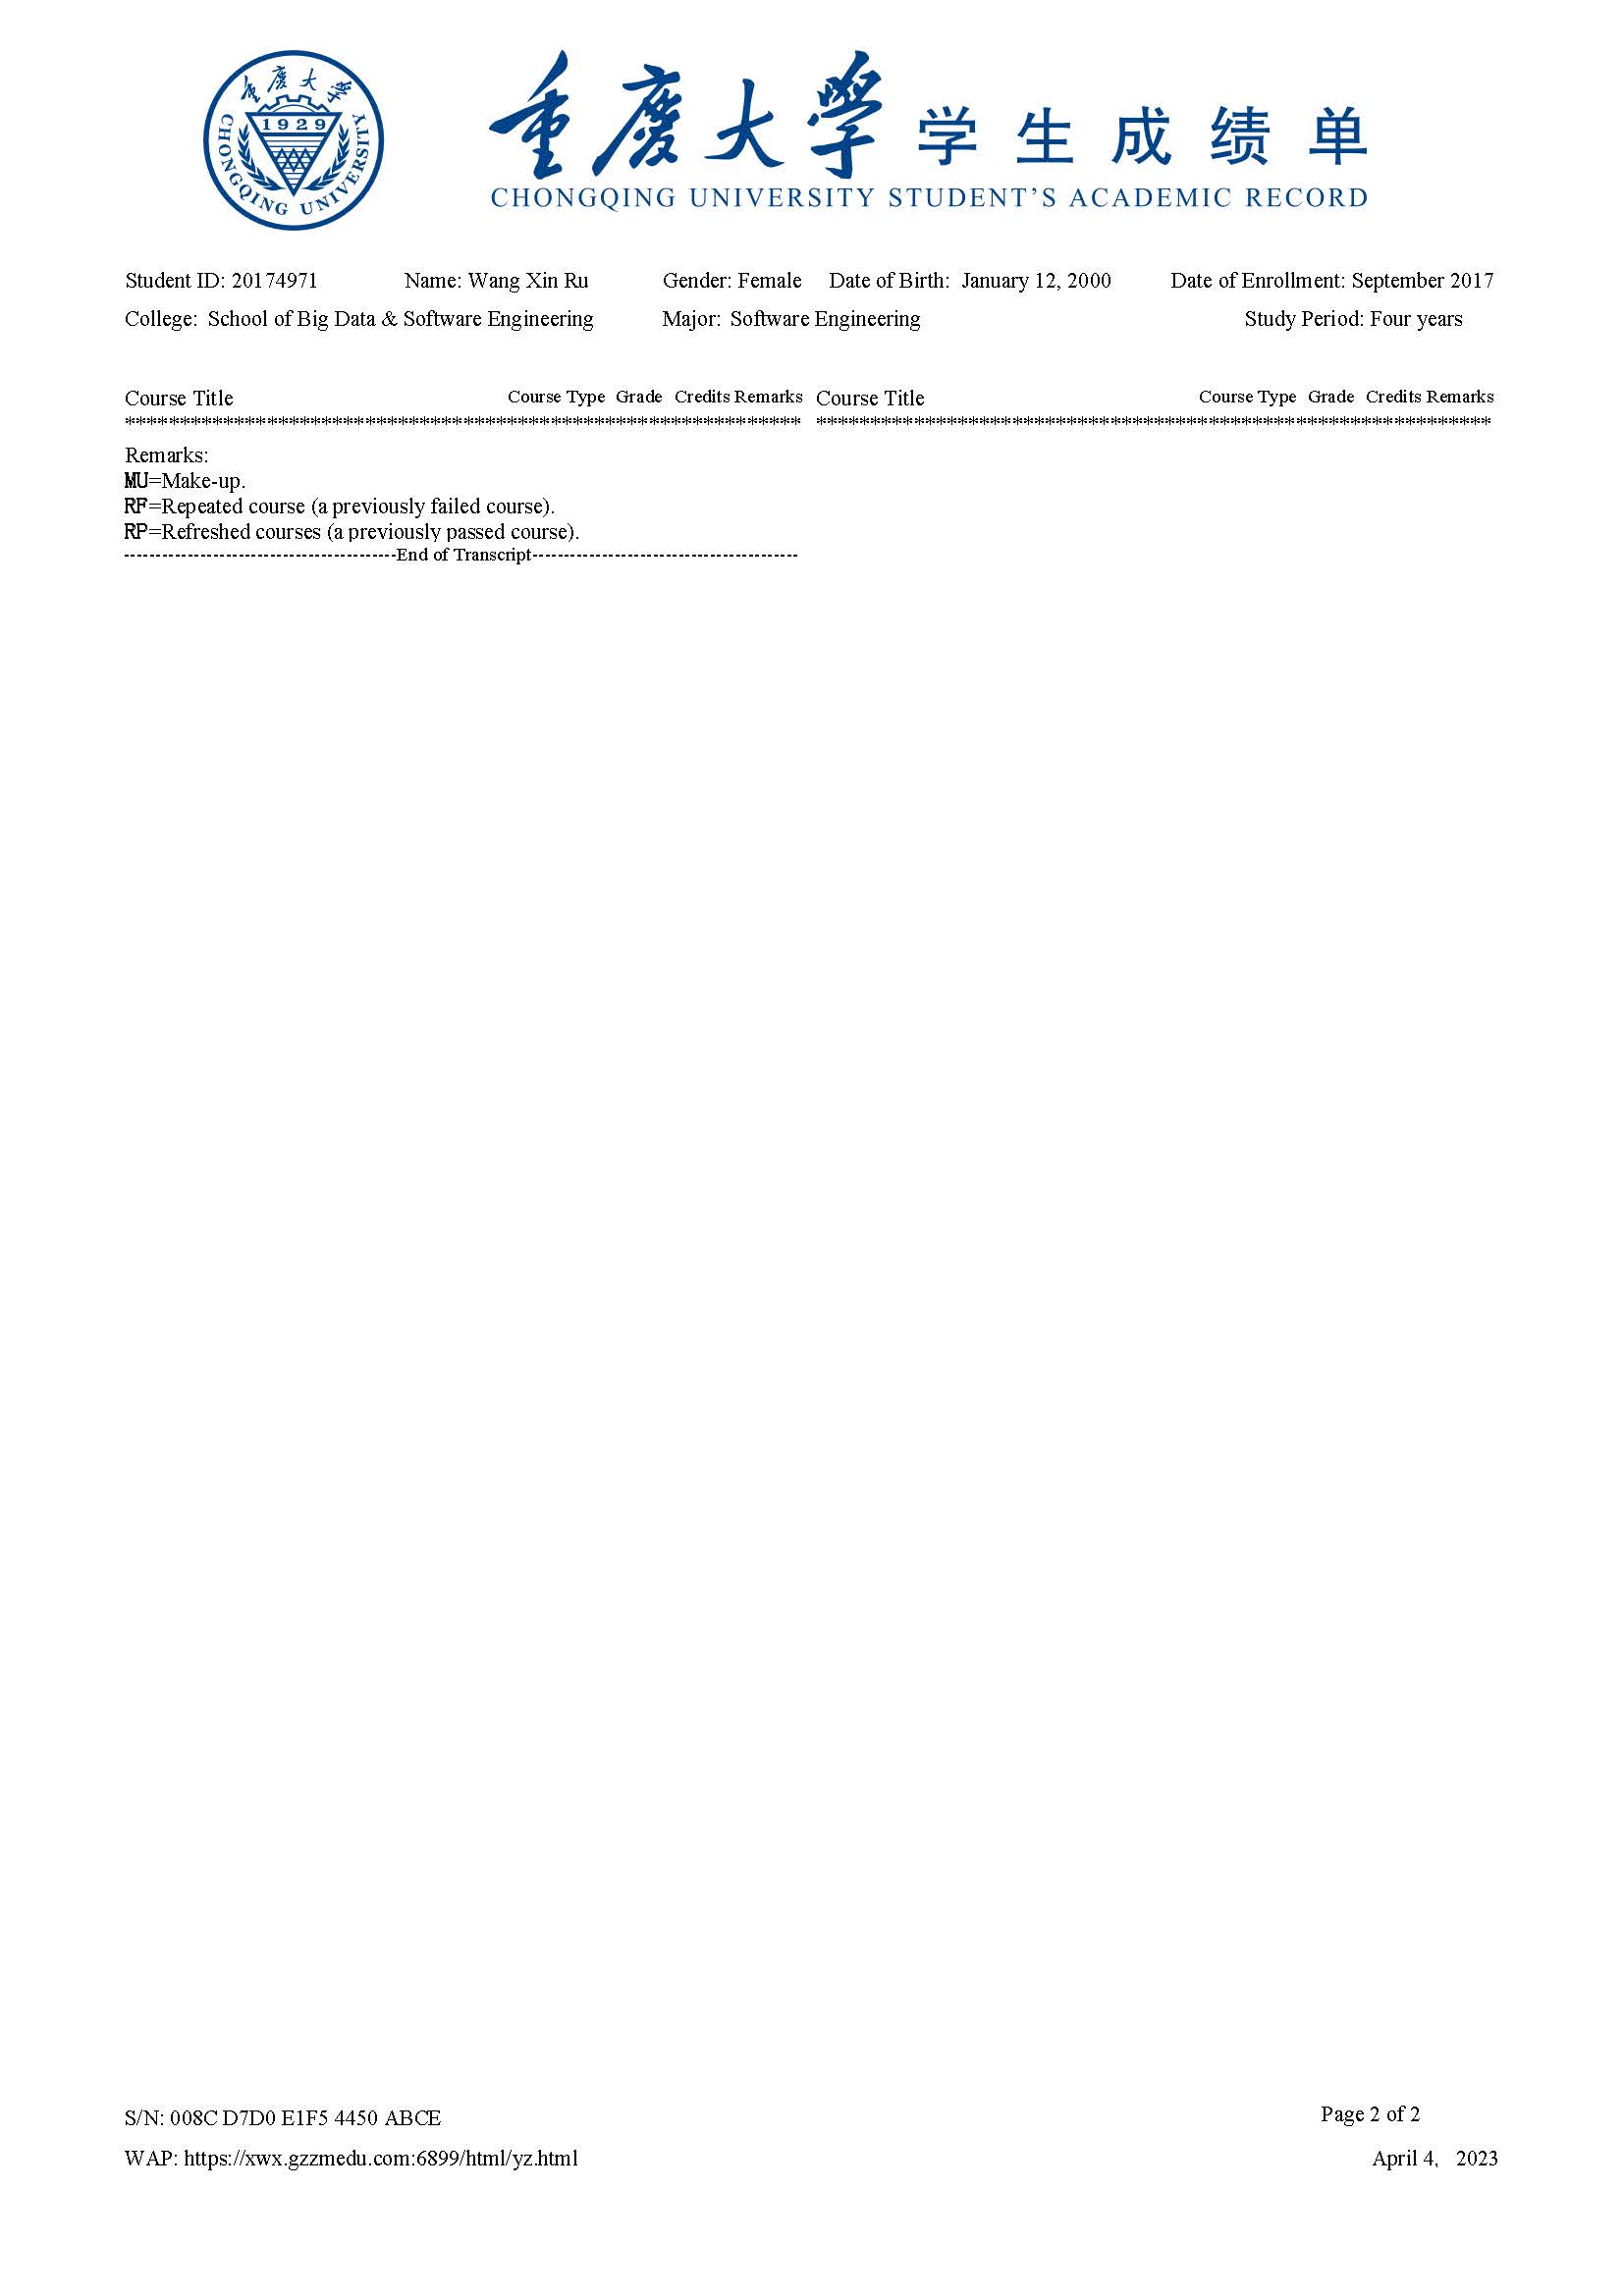 重庆大学
1929
CHONGQING UNIVERSITY
重慶大學 学生成绩单
CHONGQING UNIVERSITY STUDENT'S ACADEMIC RECORD
Student ID: 20174971 Name: Wang Xin Ru Gender: Female Date of Birth: January 12, 2000 Date of Enrollment: September 2017
College: School of Big Data & Software Engineering Major: Software Engineering Study Period: Four years
Course Title Course Type Grade Credits Remarks Course Title Course Type Grade Credits Remarks
************************************************************** **************************************************************
Remarks:
MU=Make-up.
RF=Repeated course (a previously failed course).
RP=Refreshed courses (a previously passed course).
-------------------------------------------End of Transcript------------------------------------------
S/N: 008C D7D0 E1F5 4450 ABCE Page 2 of 2
WAP: https://xwx.gzzmedu.com:6899/html/yz.html April 4, 2023